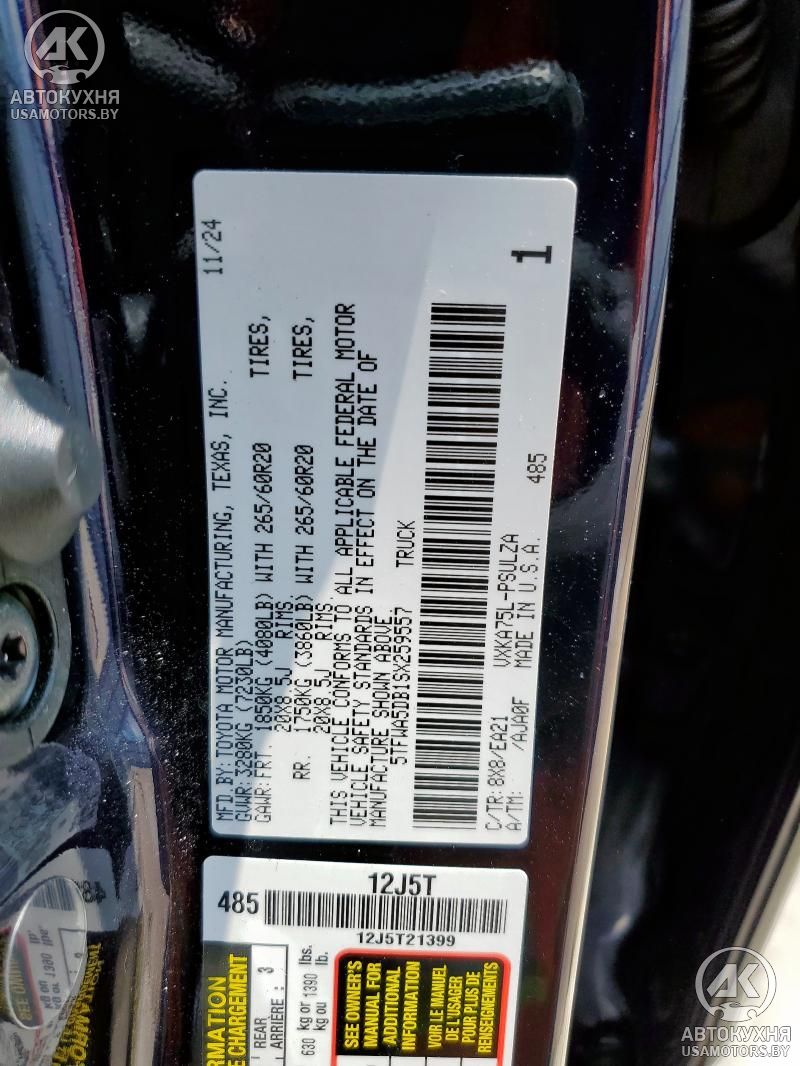 AK
АВТОКУХНЯ
USAMOTORS.BY
11/24
MFD.BY:TOYOTA MOTOR MANUFACTURING, TEXAS, INC.
GVWR:3280KG (7230LB)
GAWR:FRT. 1850KG (4080LB) WITH 265/60R20 TIRES,
20X8.5J RIMS
RR. 1750KG (3860LB) WITH 265/60R20 TIRES,
20X8.5J RIMS
THIS VEHICLE CONFORMS TO ALL APPLICABLE FEDERAL MOTOR
VEHICLE SAFETY STANDARDS IN EFFECT ON THE DATE OF
MANUFACTURE SHOWN ABOVE
5TFWA5DB1SX259557 TRUCK
1
485
C/TR: 8X8/EA21 VXKA75L-PSULZA
A/TM: /AJA0F MADE IN U.S.A.
12J5T
485
12J5T21399
REAR
ARRIÈRE : 3
630 kg or 1390 lbs.
kg ou lb.
SEE OWNER'S
MANUAL FOR
ADDITIONAL
INFORMATION
VOIR LE MANUEL
DE L'USAGER
POUR PLUS DE
RENSEIGNEMENTS
AK
АВТОКУХНЯ
USAMOTORS.BY